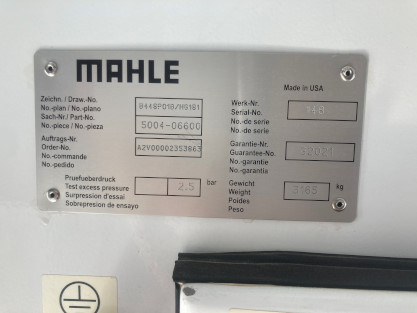 MAHLE
Made in USA
Zeichn. / Draw.-No.
No.-plan / No.-plano
Sach-Nr./ Part-No.
No.-piece / No.-pieza
5004-06600
Auftrags-Nr.
Order-No.
No.-commande
No.-pedido
A2V00002353863
Pruefueberdruck
Test excess pressure
Surpression d'essai
Sobrepresion de ensayo
2.5 bar
Werk-Nr.
Serial-No.
No.-de serie
No.-de serie
Garantie-Nr.
Guarantee-No.
No.-garantie
No.-garantia
Gewicht
Weight
Poides
Peso
kg